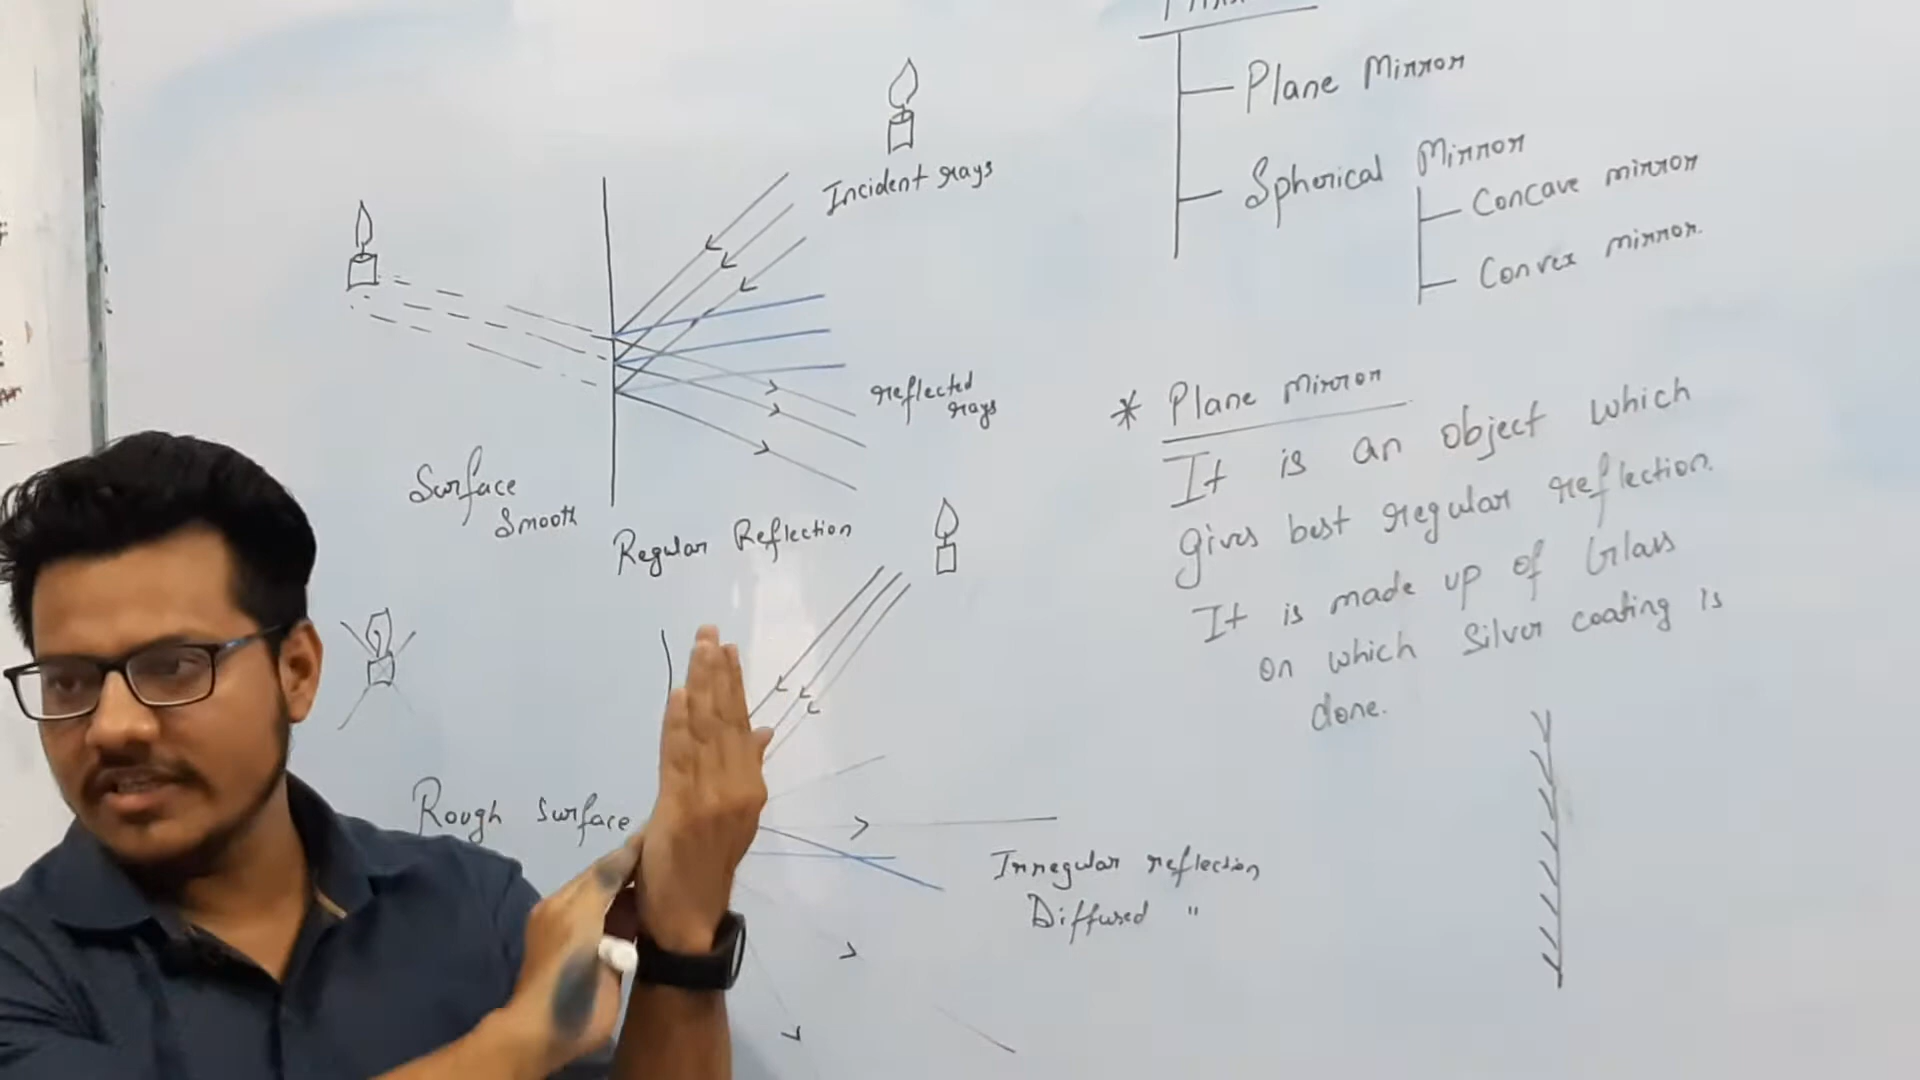 Plane Mirror
Spherical Mirror
Concave mirror
Convex mirror.
Incident rays
reflected
rays
Surface
Smooth
Regular Reflection
* Plane Mirror
It is an object which
gives best regular reflection.
It is made up of Glass
on which Silver coating is
done.
Rough surface
Irregular reflection
Diffused "